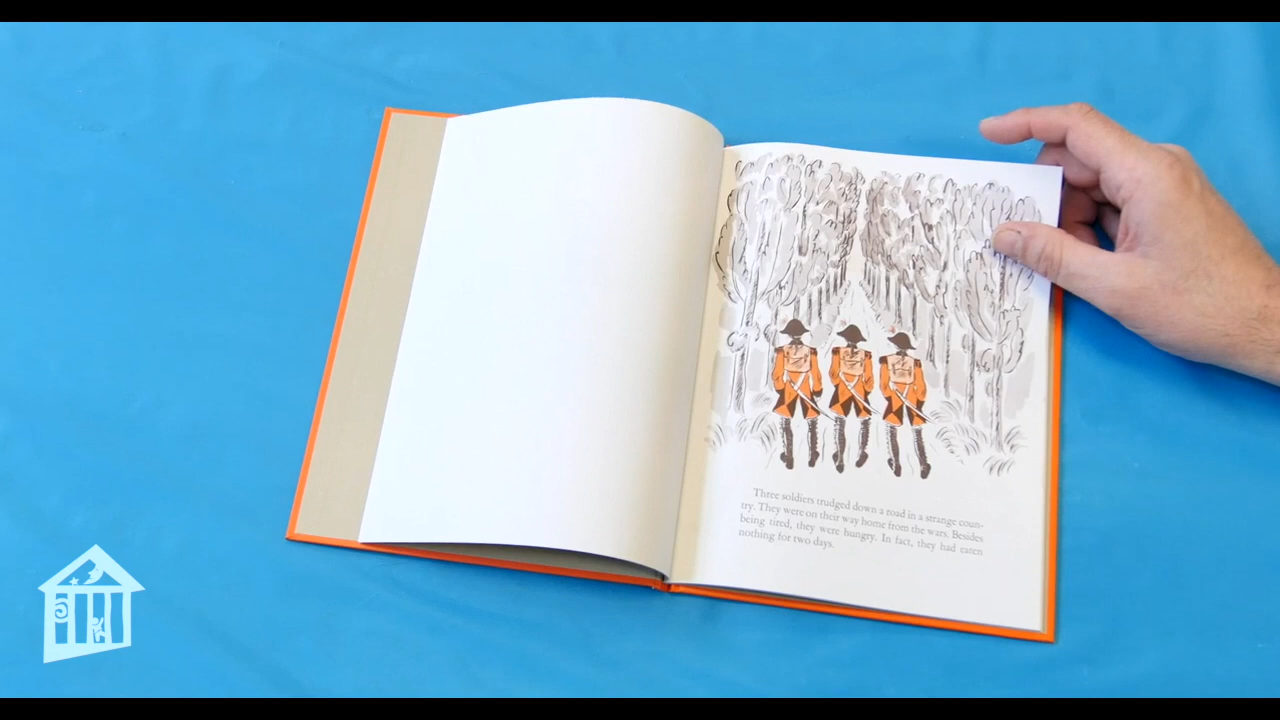 Three soldiers trudged down a road in a strange coun-
try. They were on their way home from the wars. Besides
being tired, they were hungry. In fact, they had eaten
nothing for two days.